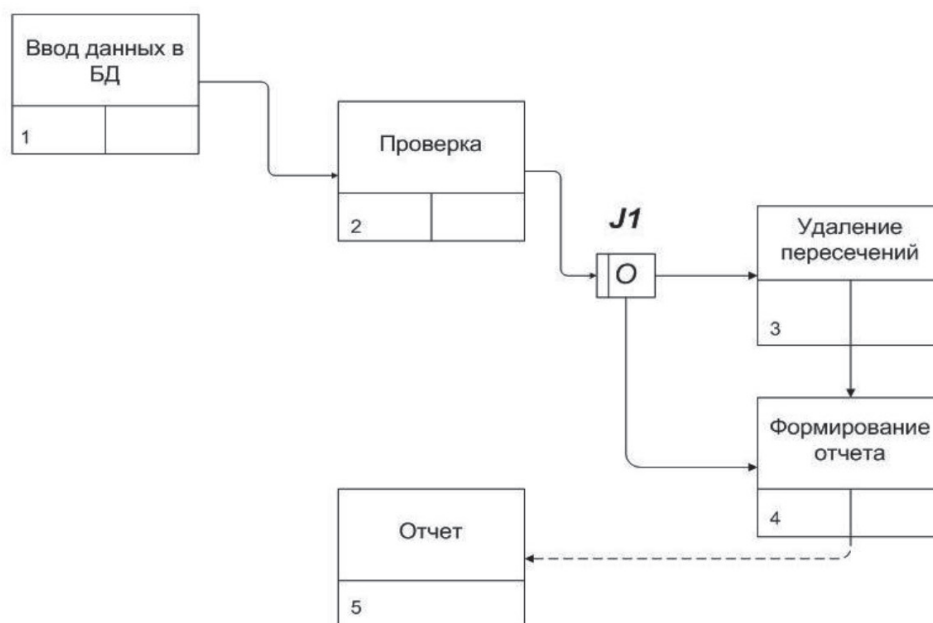 Ввод данных в
БД
1
Проверка
2
J1
O
Удаление
пересечений
3
Формирование
отчета
4
Отчет
5